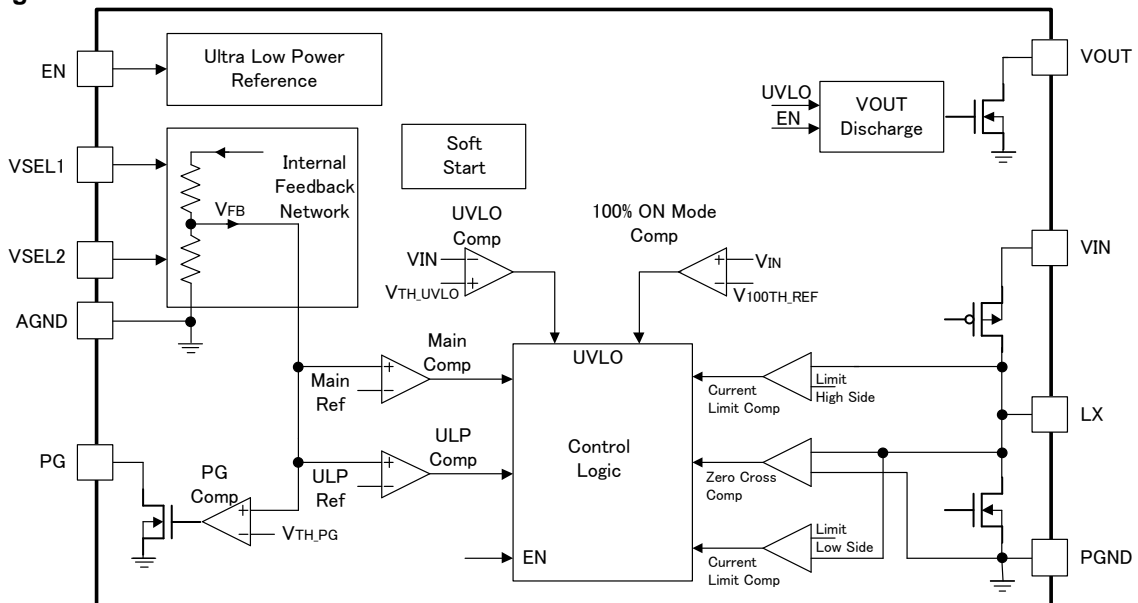 g
EN
Ultra Low Power
Reference
VOUT
UVLO
EN
VOUT
Discharge
VSEL1
Internal
Feedback
Network
VFB
Soft
Start
VSEL2
UVLO
Comp
VIN
VTH_UVLO
100% ON Mode
Comp
VIN
V100TH_REF
VIN
AGND
Main
Comp
Main
Ref
UVLO
Control
Logic
EN
Current
Limit Comp
Limit
High Side
LX
PG
PG
Comp
VTH_PG
ULP
Comp
ULP
Ref
Zero Cross
Comp
Limit
Low Side
Current
Limit Comp
PGND